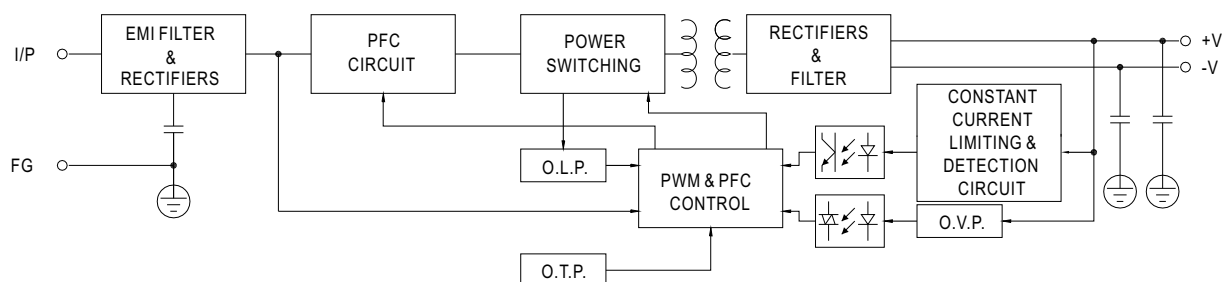 I/P
EMI FILTER
&
RECTIFIERS
PFC
CIRCUIT
POWER
SWITCHING
RECTIFIERS
&
FILTER
+V
-V
CONSTANT
CURRENT
LIMITING &
DETECTION
CIRCUIT
FG
O.L.P.
PWM & PFC
CONTROL
O.V.P.
O.T.P.